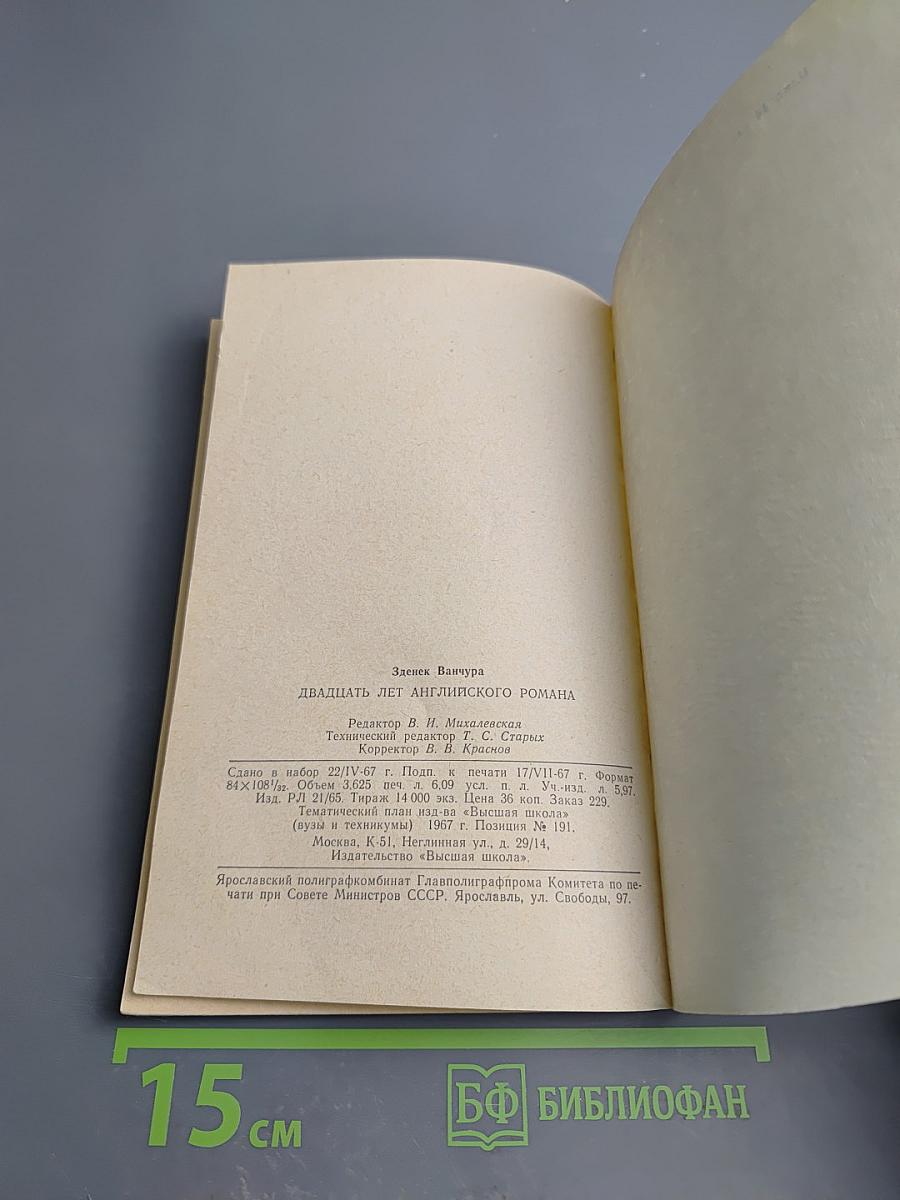 Зденек Ванчура
ДВАДЦАТЬ ЛЕТ АНГЛИЙСКОГО РОМАНА
Редактор В. И. Михалевская
Технический редактор Т. С. Старых
Корректор В. В. Краснов
Сдано в набор 22/IV-67 г. Подп. к печати 17/VII-67 г. Формат
84×108¹/₃₂. Объем 3,625 печ. л. 6,09 усл. п. л. Уч.-изд. л. 5,97.
Изд. РЛ 21/65. Тираж 14 000 экз. Цена 36 коп. Заказ 229.
Тематический план изд-ва «Высшая школа»
(вузы и техникумы) 1967 г. Позиция № 191.
Москва, К-51, Неглинная ул., д. 29/14,
Издательство «Высшая школа».
Ярославский полиграфкомбинат Главполиграфпрома Комитета по пе-
чати при Совете Министров СССР. Ярославль, ул. Свободы, 97.
15 см
БФ БИБЛИОФАН